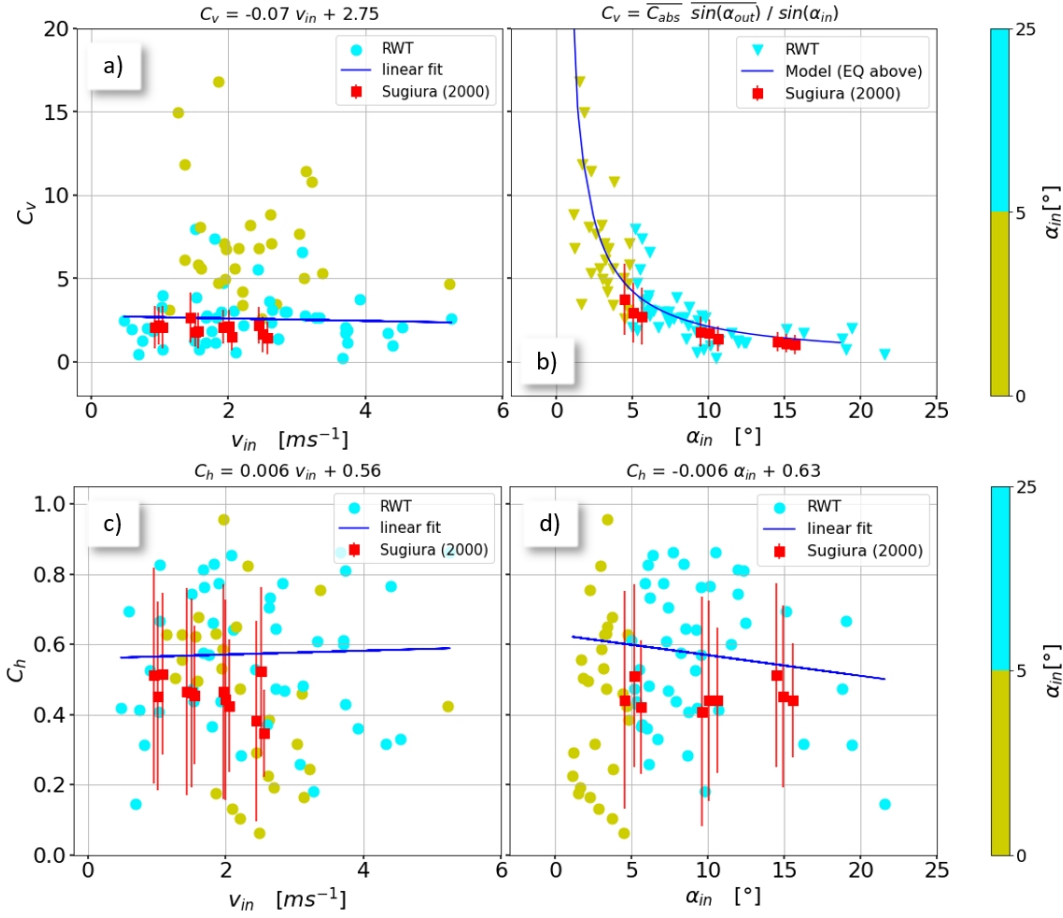 C_v = -0.07 v_in + 2.75
C_v = C_abs sin(α_out) / sin(α_in)
20
15
10
5
0
C_v
a)
RWT
linear fit
Sugiura (2000)
0
2
4
6
v_in [ms⁻¹]
b)
RWT
Model (EQ above)
Sugiura (2000)
0
5
10
15
20
25
α_in [°]
25
5
0
α_in[°]
C_h = 0.006 v_in + 0.56
C_h = -0.006 α_in + 0.63
1.0
0.8
0.6
0.4
0.2
0.0
C_h
c)
RWT
linear fit
Sugiura (2000)
0
2
4
6
v_in [ms⁻¹]
d)
RWT
linear fit
Sugiura (2000)
0
5
10
15
20
25
α_in [°]
25
5
0
α_in[°]